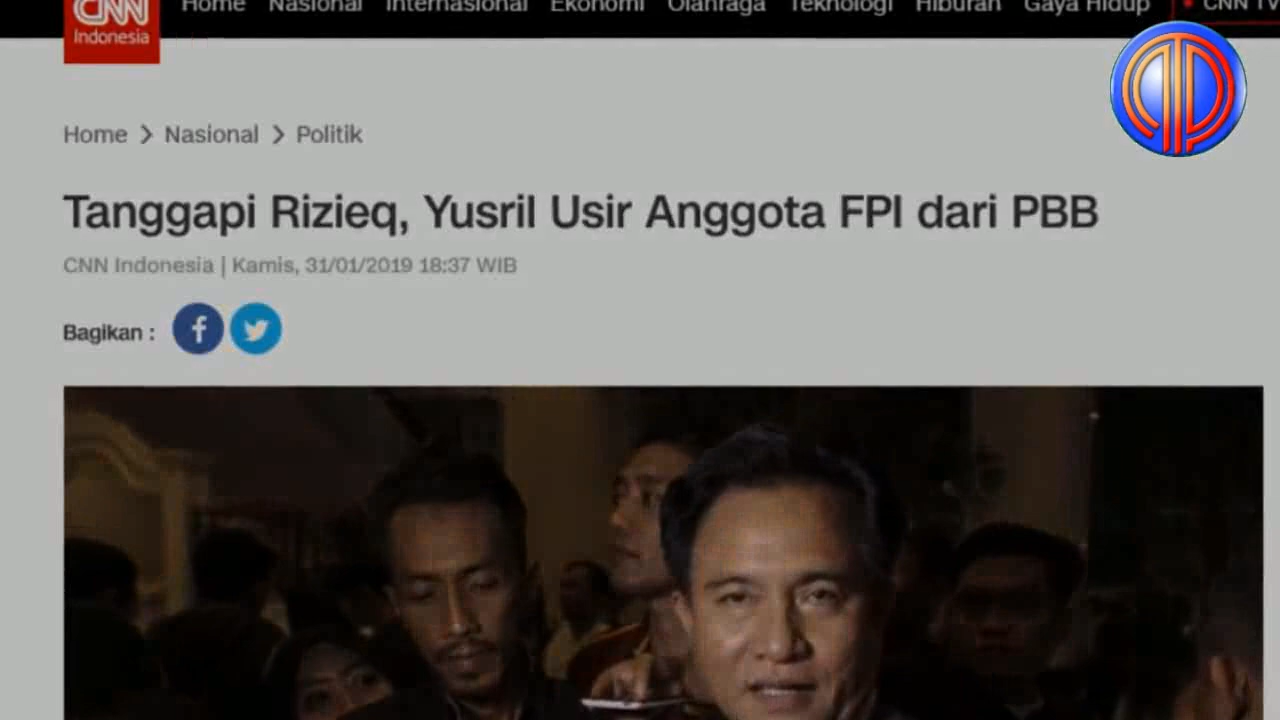 CNN
Indonesia
Home Nasional Internasional Ekonomi Olahraga Teknologi Hiburan Gaya Hidup CNN TV
Home > Nasional > Politik
Tanggapi Rizieq, Yusril Usir Anggota FPI dari PBB
CNN Indonesia | Kamis, 31/01/2019 18:37 WIB
Bagikan :